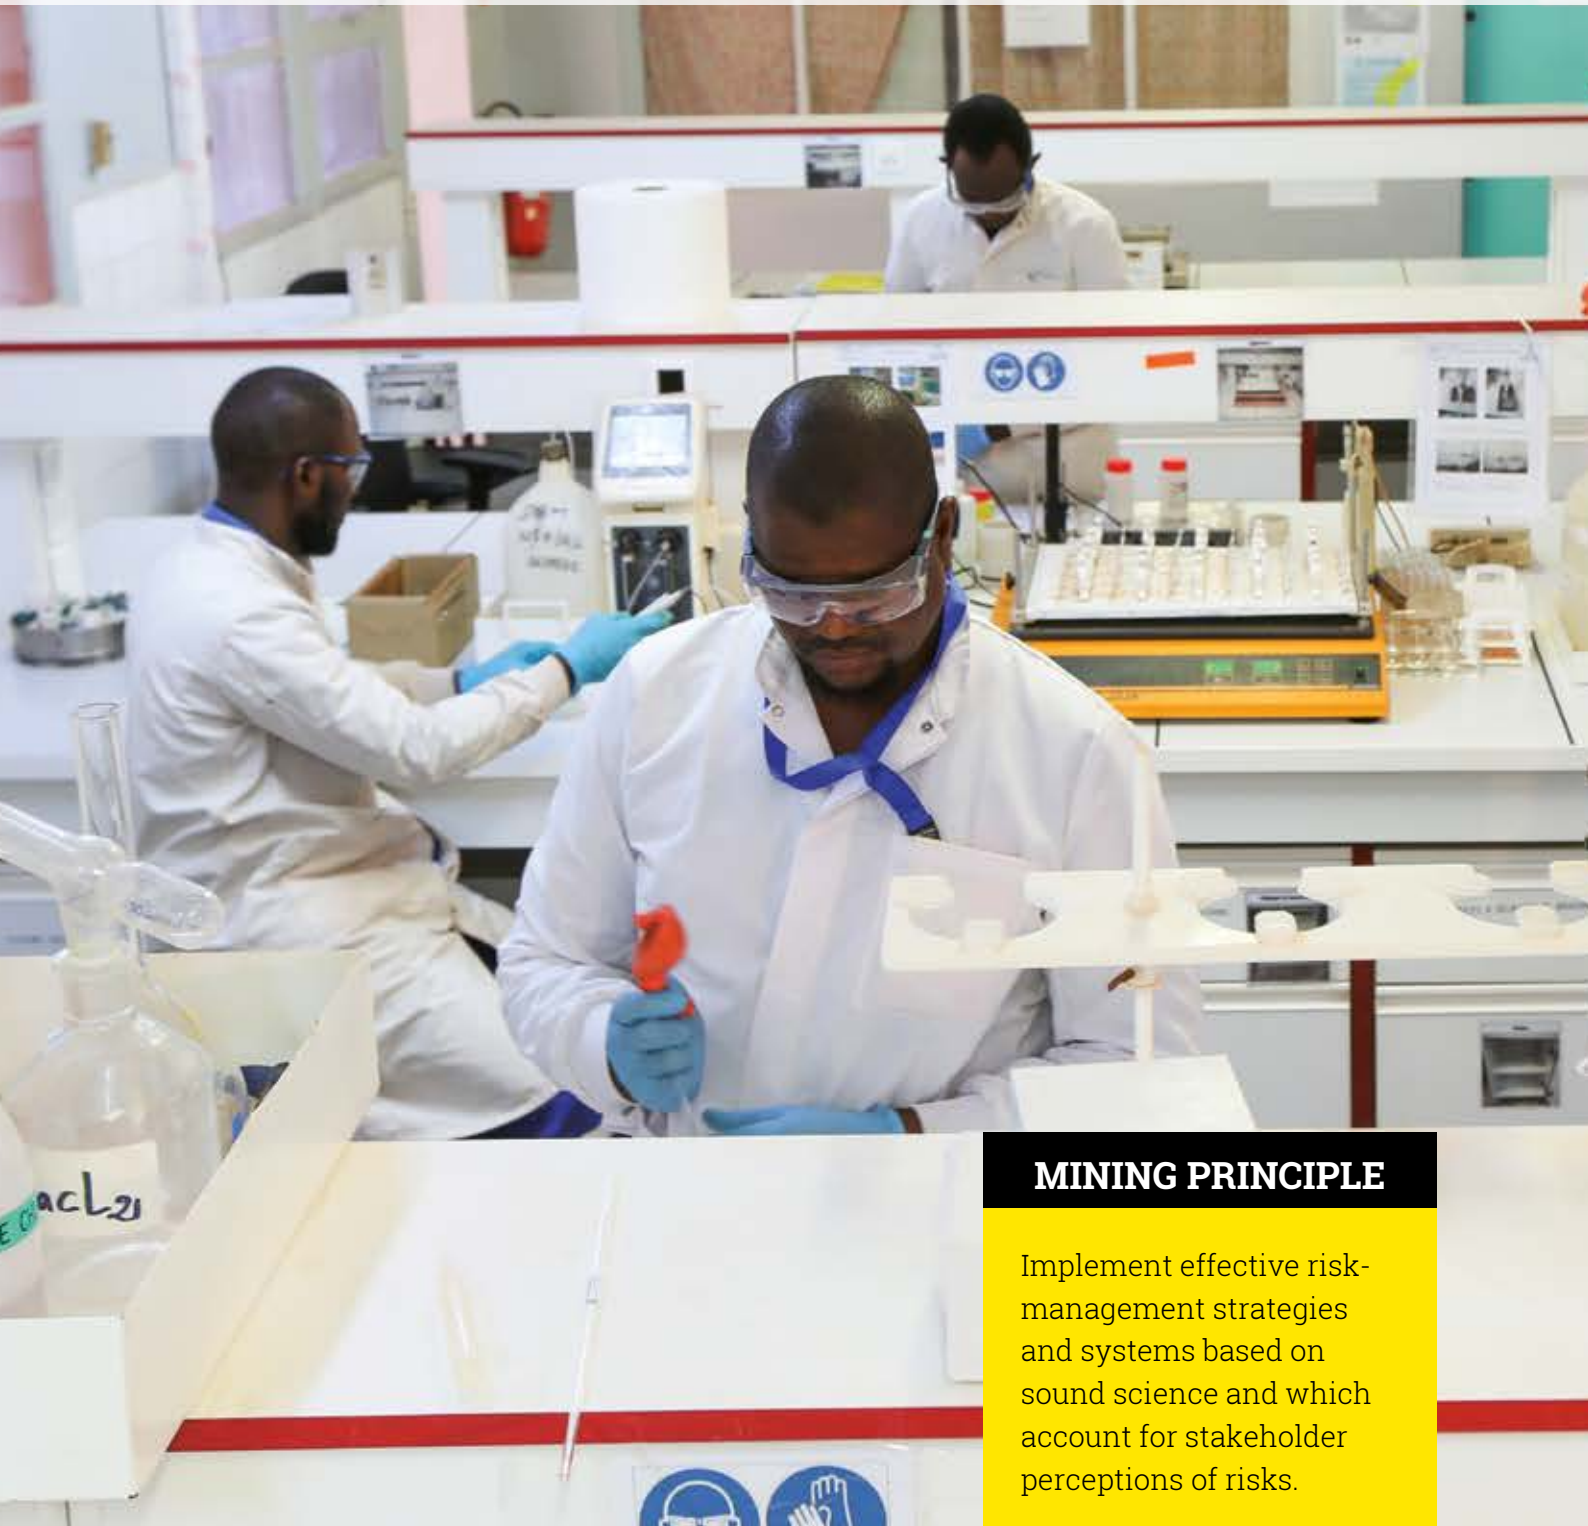 acL21
MINING PRINCIPLE
Implement effective risk-
management strategies
and systems based on
sound science and which
account for stakeholder
perceptions of risks.